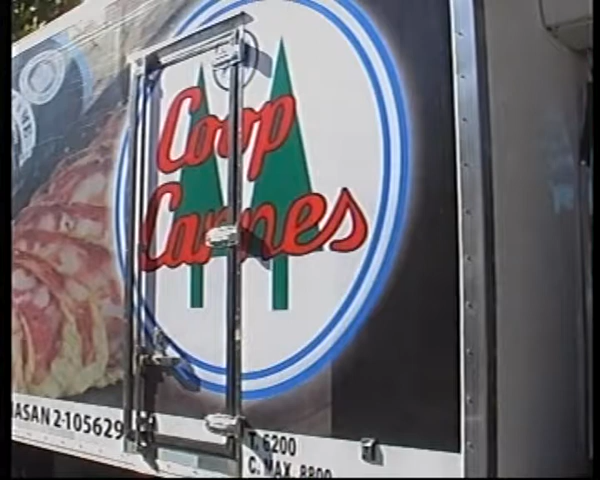 Coop
Carnes
ASAN 2-105629
T. 6200
C. MAX. 8800